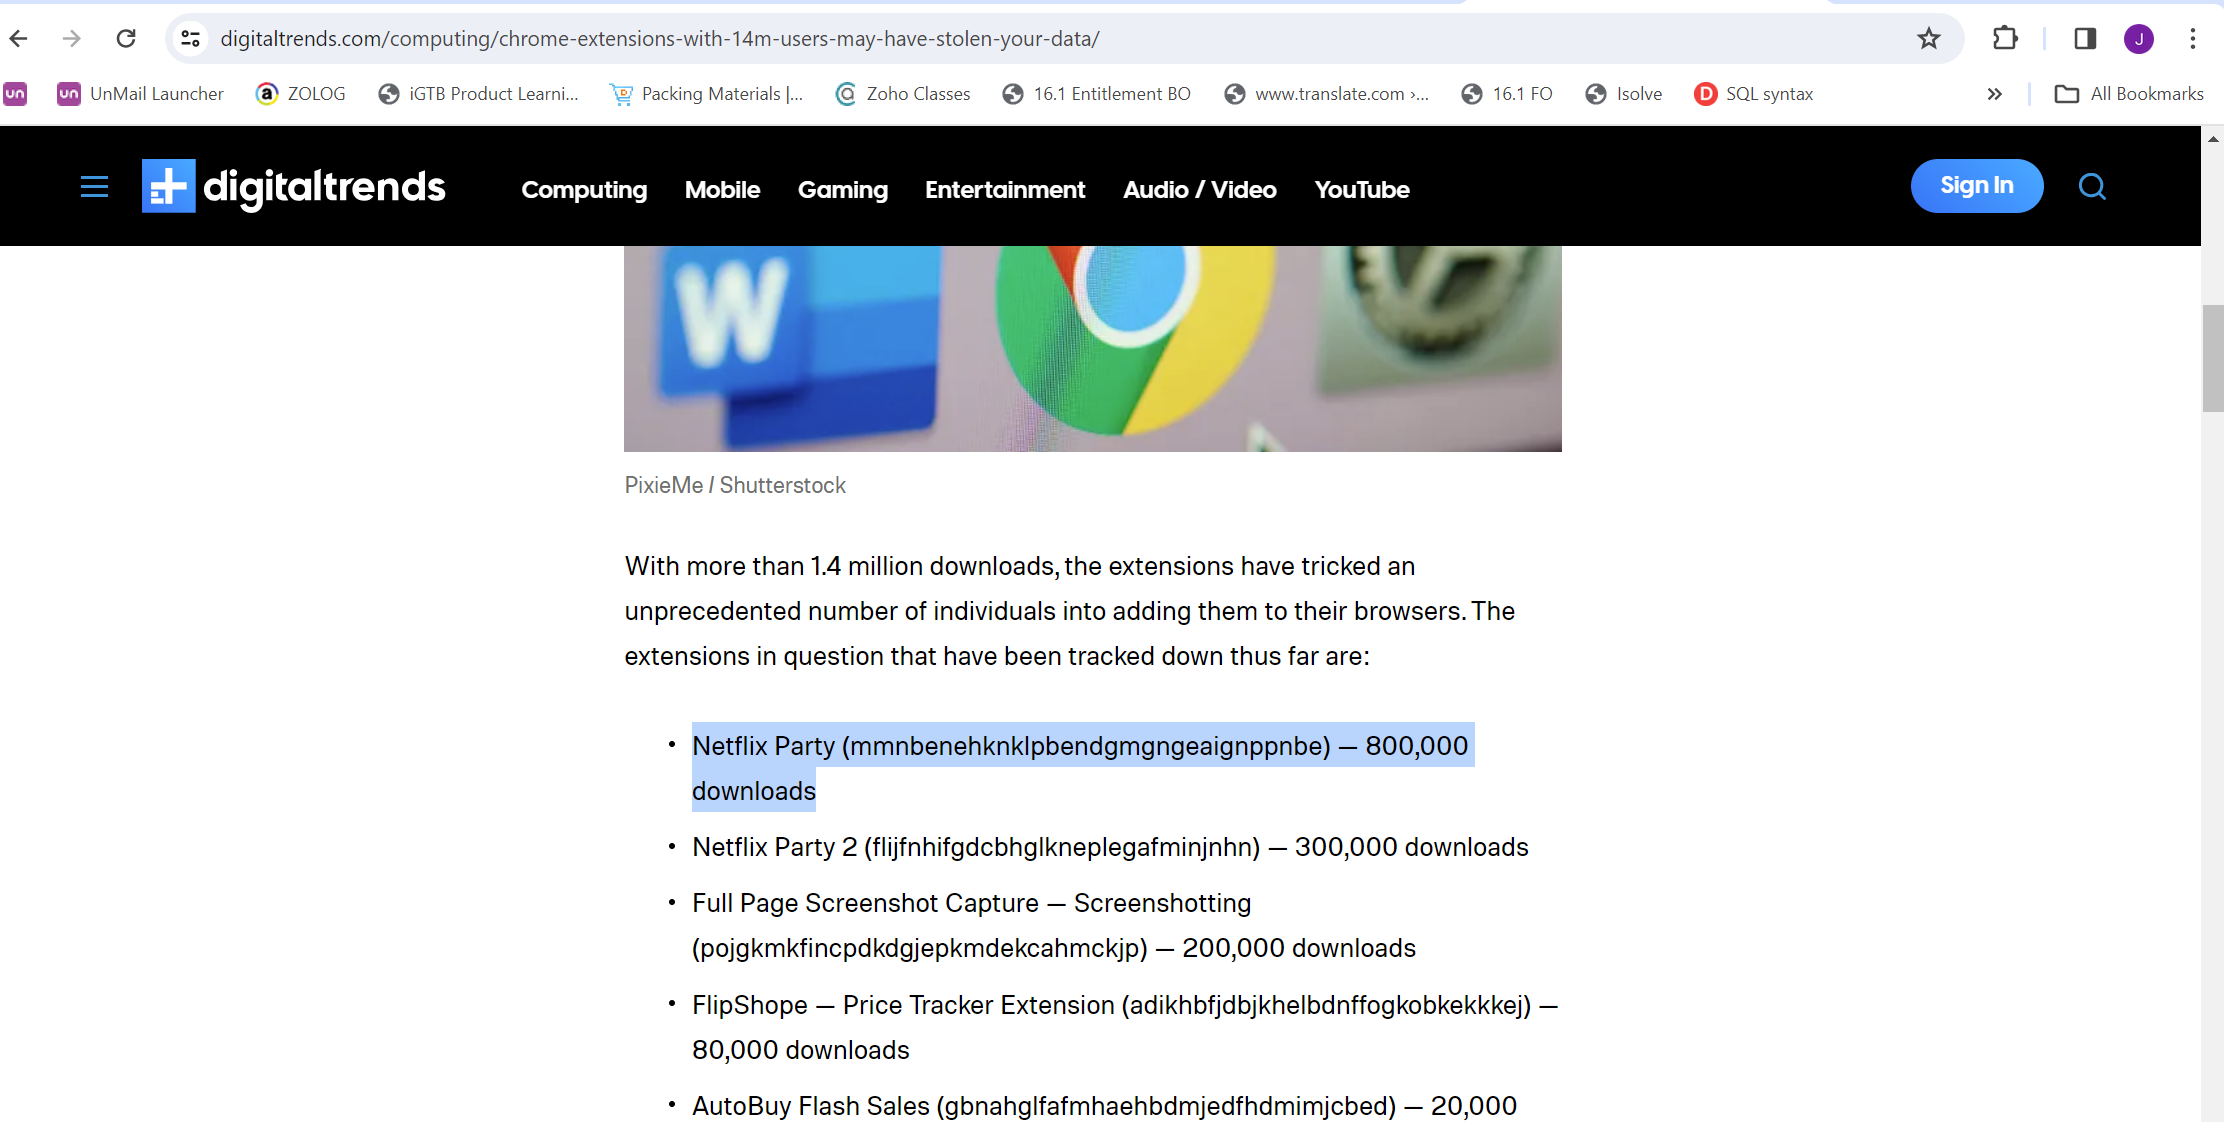 digitaltrends.com/computing/chrome-extensions-with-14m-users-may-have-stolen-your-data/
J
un
un UnMail Launcher
a ZOLOG
iGTB Product Learni...
Packing Materials |...
Zoho Classes
16.1 Entitlement BO
www.translate.com ›...
16.1 FO
Isolve
D SQL syntax
All Bookmarks
digitaltrends
Computing
Mobile
Gaming
Entertainment
Audio / Video
YouTube
Sign In
W
PixieMe / Shutterstock
With more than 1.4 million downloads, the extensions have tricked an
unprecedented number of individuals into adding them to their browsers. The
extensions in question that have been tracked down thus far are:
• Netflix Party (mmnbenehknklpbendgmgngeaignppnbe) — 800,000
downloads
• Netflix Party 2 (flijfnhifgdcbhglkneplegafminjnhn) — 300,000 downloads
• Full Page Screenshot Capture — Screenshotting
(pojgkmkfincpdkdgjepkmdekcahmckjp) — 200,000 downloads
• FlipShope — Price Tracker Extension (adikhbfjdbjkhelbdnffogkobkekkkej) —
80,000 downloads
• AutoBuy Flash Sales (gbnahglfafmhaehbdmjedfhdmimjcbed) — 20,000